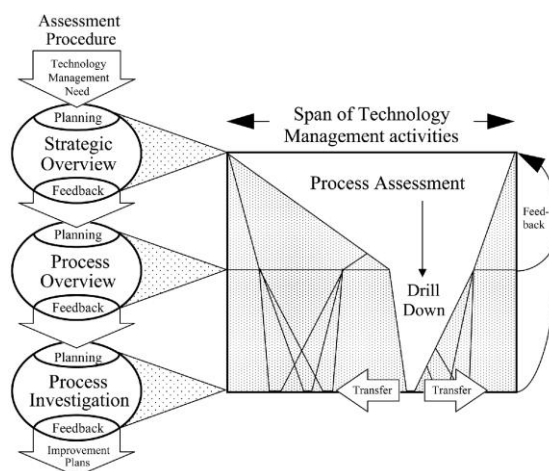 Assessment
Procedure
Technology
Management
Need
Planning
Strategic
Overview
Feedback
Planning
Process
Overview
Feedback
Planning
Process
Investigation
Feedback
Improvement
Plans
Span of Technology
Management activities
Process Assessment
Drill
Down
Transfer
Transfer
Feed-
back